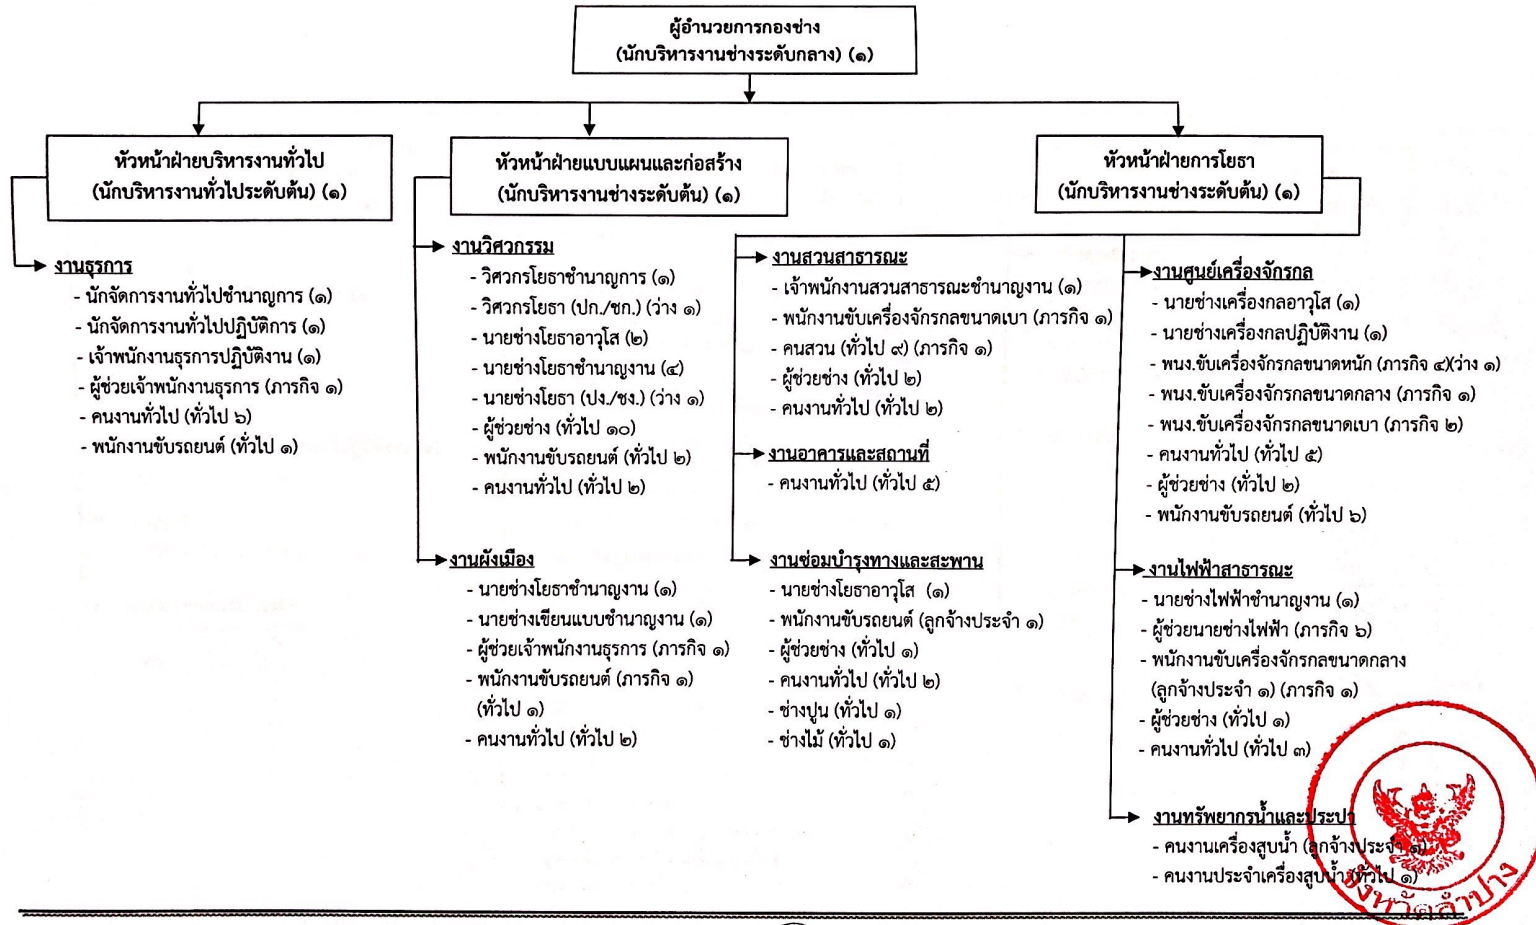 ผู้อำนวยการกองช่าง
(นักบริหารงานช่างระดับกลาง) (๑)
หัวหน้าฝ่ายบริหารงานทั่วไป
(นักบริหารงานทั่วไประดับต้น) (๑)
งานธุรการ
- นักจัดการงานทั่วไปชำนาญการ (๑)
- นักจัดการงานทั่วไปปฏิบัติการ (๑)
- เจ้าพนักงานธุรการปฏิบัติงาน (๑)
- ผู้ช่วยเจ้าพนักงานธุรการ (ภารกิจ ๑)
- คนงานทั่วไป (ทั่วไป ๖)
- พนักงานขับรถยนต์ (ทั่วไป ๑)
หัวหน้าฝ่ายแบบแผนและก่อสร้าง
(นักบริหารงานช่างระดับต้น) (๑)
งานวิศวกรรม
- วิศวกรโยธาชำนาญการ (๑)
- วิศวกรโยธา (ปก./ชก.) (ว่าง ๑)
- นายช่างโยธาอาวุโส (๒)
- นายช่างโยธาชำนาญงาน (๔)
- นายช่างโยธา (ปง./ชง.) (ว่าง ๑)
- ผู้ช่วยช่าง (ทั่วไป ๑๐)
- พนักงานขับรถยนต์ (ทั่วไป ๒)
- คนงานทั่วไป (ทั่วไป ๒)
งานผังเมือง
- นายช่างโยธาชำนาญงาน (๑)
- นายช่างเขียนแบบชำนาญงาน (๑)
- ผู้ช่วยเจ้าพนักงานธุรการ (ภารกิจ ๑)
- พนักงานขับรถยนต์ (ภารกิจ ๑)
(ทั่วไป ๑)
- คนงานทั่วไป (ทั่วไป ๒)
หัวหน้าฝ่ายการโยธา
(นักบริหารงานช่างระดับต้น) (๑)
งานสวนสาธารณะ
- เจ้าพนักงานสวนสาธารณะชำนาญงาน (๑)
- พนักงานขับเครื่องจักรกลขนาดเบา (ภารกิจ ๑)
- คนสวน (ทั่วไป ๙) (ภารกิจ ๑)
- ผู้ช่วยช่าง (ทั่วไป ๒)
- คนงานทั่วไป (ทั่วไป ๒)
งานอาคารและสถานที่
- คนงานทั่วไป (ทั่วไป ๕)
งานซ่อมบำรุงทางและสะพาน
- นายช่างโยธาอาวุโส (๑)
- พนักงานขับรถยนต์ (ลูกจ้างประจำ ๑)
- ผู้ช่วยช่าง (ทั่วไป ๑)
- คนงานทั่วไป (ทั่วไป ๒)
- ช่างปูน (ทั่วไป ๑)
- ช่างไม้ (ทั่วไป ๑)
งานศูนย์เครื่องจักรกล
- นายช่างเครื่องกลอาวุโส (๑)
- นายช่างเครื่องกลปฏิบัติงาน (๑)
- พนง.ขับเครื่องจักรกลขนาดหนัก (ภารกิจ ๔)(ว่าง ๑)
- พนง.ขับเครื่องจักรกลขนาดกลาง (ภารกิจ ๑)
- พนง.ขับเครื่องจักรกลขนาดเบา (ภารกิจ ๒)
- คนงานทั่วไป (ทั่วไป ๕)
- ผู้ช่วยช่าง (ทั่วไป ๒)
- พนักงานขับรถยนต์ (ทั่วไป ๖)
งานไฟฟ้าสาธารณะ
- นายช่างไฟฟ้าชำนาญงาน (๑)
- ผู้ช่วยนายช่างไฟฟ้า (ภารกิจ ๖)
- พนักงานขับเครื่องจักรกลขนาดกลาง
(ลูกจ้างประจำ ๑) (ภารกิจ ๑)
- ผู้ช่วยช่าง (ทั่วไป ๑)
- คนงานทั่วไป (ทั่วไป ๓)
งานทรัพยากรน้ำและประปา
- คนงานเครื่องสูบน้ำ (ลูกจ้างประจำ ๑)
- คนงานประจำเครื่องสูบน้ำ (ทั่วไป ๑)
จังหวัดลำปาง